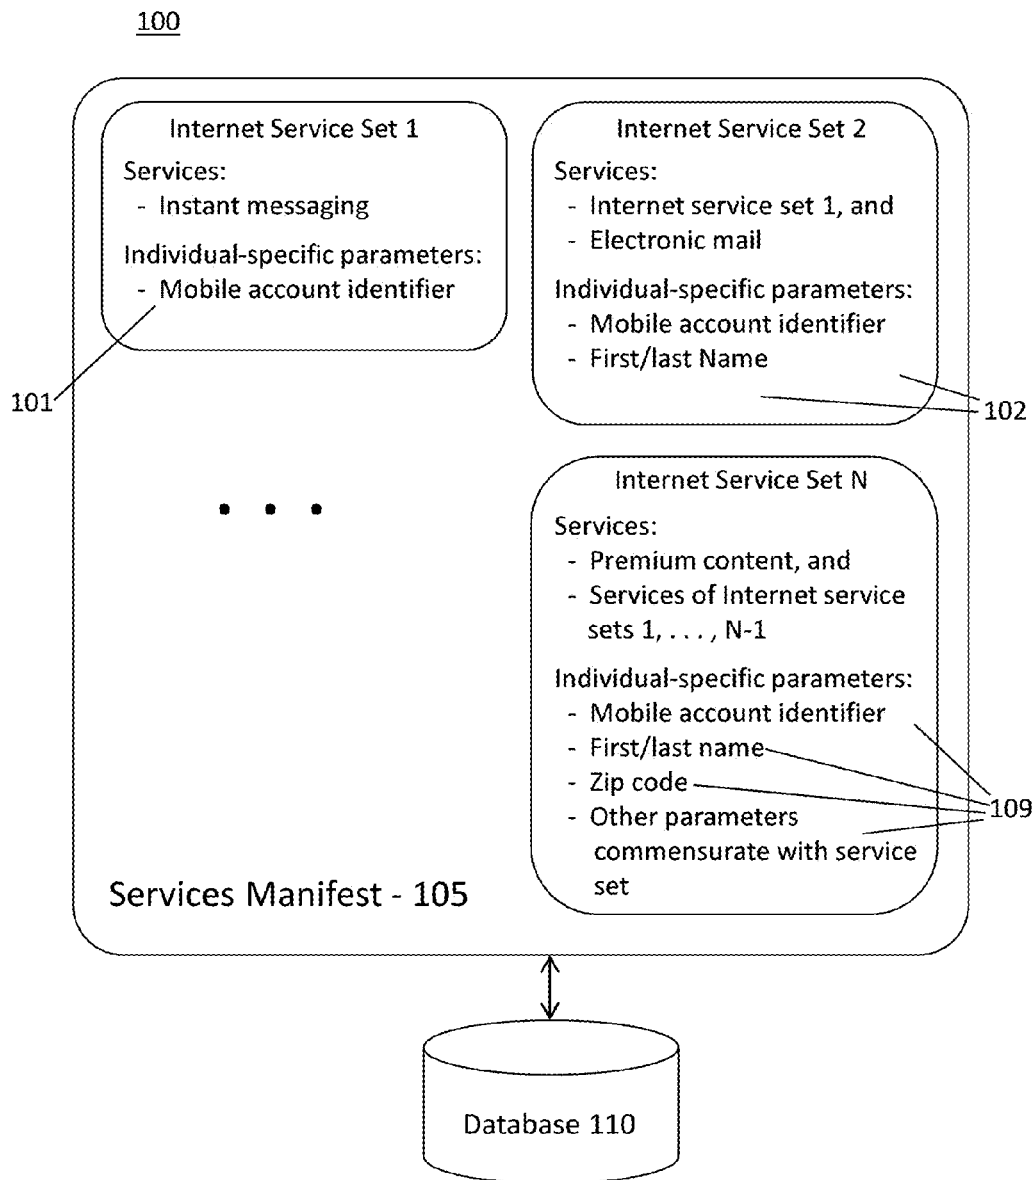 100
Internet Service Set 1
Services:
- Instant messaging
Individual-specific parameters:
- Mobile account identifier
101
Internet Service Set 2
Services:
- Internet service set 1, and
- Electronic mail
Individual-specific parameters:
- Mobile account identifier
- First/last Name
102
. . .
Internet Service Set N
Services:
- Premium content, and
- Services of Internet service
sets 1, . . . , N-1
Individual-specific parameters:
- Mobile account identifier
- First/last name
- Zip code
- Other parameters
commensurate with service
set
109
Services Manifest - 105
Database 110